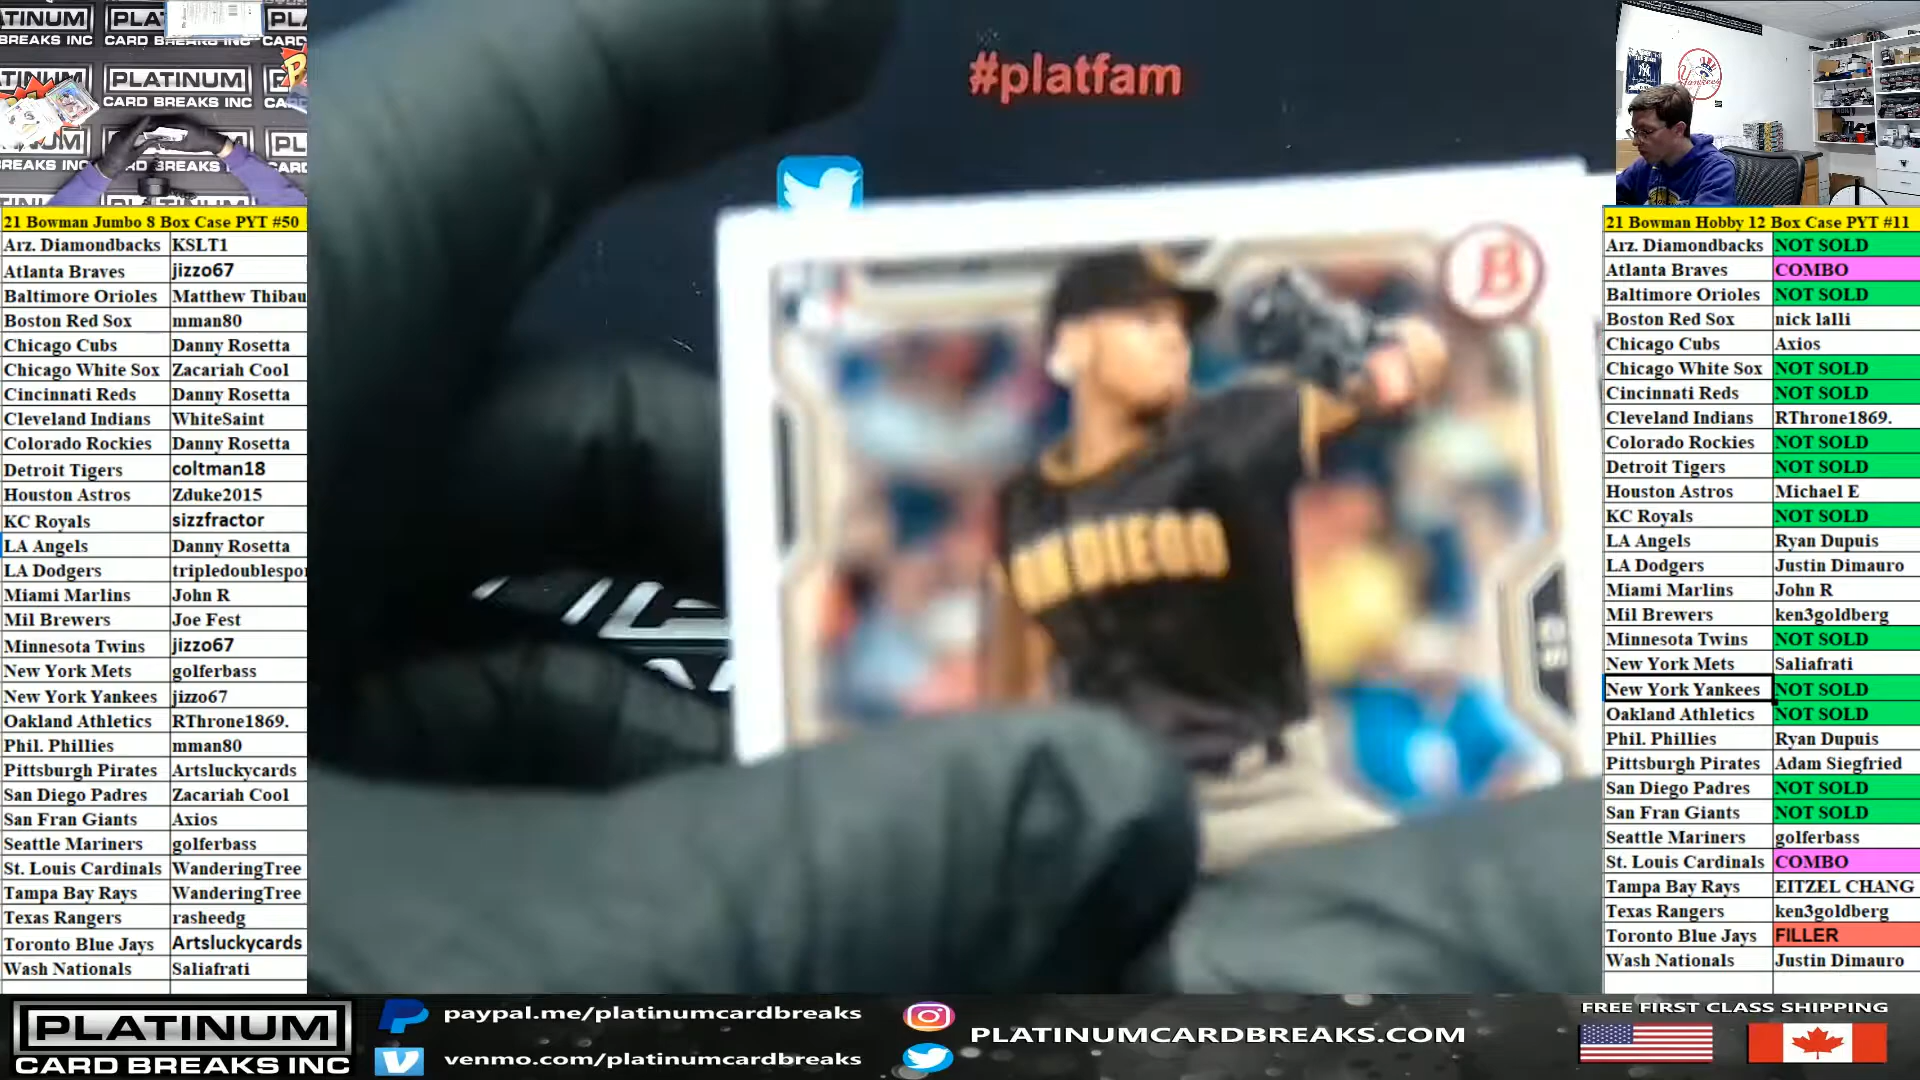 #platfam
PLATINUM
CARD BREAKS INC
21 Bowman Jumbo 8 Box Case PYT #50
Arz. Diamondbacks KSLT1
Atlanta Braves jizzo67
Baltimore Orioles Matthew Thibau
Boston Red Sox mman80
Chicago Cubs Danny Rosetta
Chicago White Sox Zacariah Cool
Cincinnati Reds Danny Rosetta
Cleveland Indians WhiteSaint
Colorado Rockies Danny Rosetta
Detroit Tigers coltman18
Houston Astros Zduke2015
KC Royals sizzfractor
LA Angels Danny Rosetta
LA Dodgers tripledoublespor
Miami Marlins John R
Mil Brewers Joe Fest
Minnesota Twins jizzo67
New York Mets golferbass
New York Yankees jizzo67
Oakland Athletics RThrone1869.
Phil. Phillies mman80
Pittsburgh Pirates Artsluckycards
San Diego Padres Zacariah Cool
San Fran Giants Axios
Seattle Mariners golferbass
St. Louis Cardinals WanderingTree
Tampa Bay Rays WanderingTree
Texas Rangers rasheedg
Toronto Blue Jays Artsluckycards
Wash Nationals Saliafrati
B
SAN DIEGO
21 Bowman Hobby 12 Box Case PYT #11
Arz. Diamondbacks NOT SOLD
Atlanta Braves COMBO
Baltimore Orioles NOT SOLD
Boston Red Sox nick lalli
Chicago Cubs Axios
Chicago White Sox NOT SOLD
Cincinnati Reds NOT SOLD
Cleveland Indians RThrone1869.
Colorado Rockies NOT SOLD
Detroit Tigers NOT SOLD
Houston Astros Michael E
KC Royals NOT SOLD
LA Angels Ryan Dupuis
LA Dodgers Justin Dimauro
Miami Marlins John R
Mil Brewers ken3goldberg
Minnesota Twins NOT SOLD
New York Mets Saliafrati
New York Yankees NOT SOLD
Oakland Athletics NOT SOLD
Phil. Phillies Ryan Dupuis
Pittsburgh Pirates Adam Siegfried
San Diego Padres NOT SOLD
San Fran Giants NOT SOLD
Seattle Mariners golferbass
St. Louis Cardinals COMBO
Tampa Bay Rays EITZEL CHANG
Texas Rangers ken3goldberg
Toronto Blue Jays FILLER
Wash Nationals Justin Dimauro
PLATINUM
CARD BREAKS INC
paypal.me/platinumcardbreaks
venmo.com/platinumcardbreaks
PLATINUMCARDBREAKS.COM
FREE FIRST CLASS SHIPPING